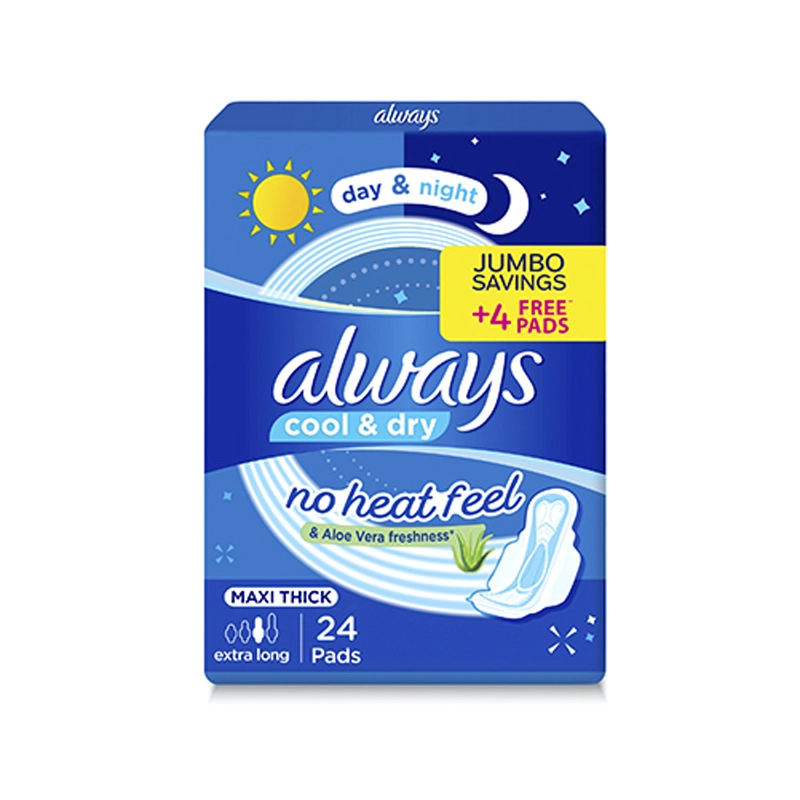 always
day & night
JUMBO
SAVINGS
+4 FREE
PADS
always
cool & dry
no heat feel
& Aloe Vera freshness*
MAXI THICK
extra long
24
Pads